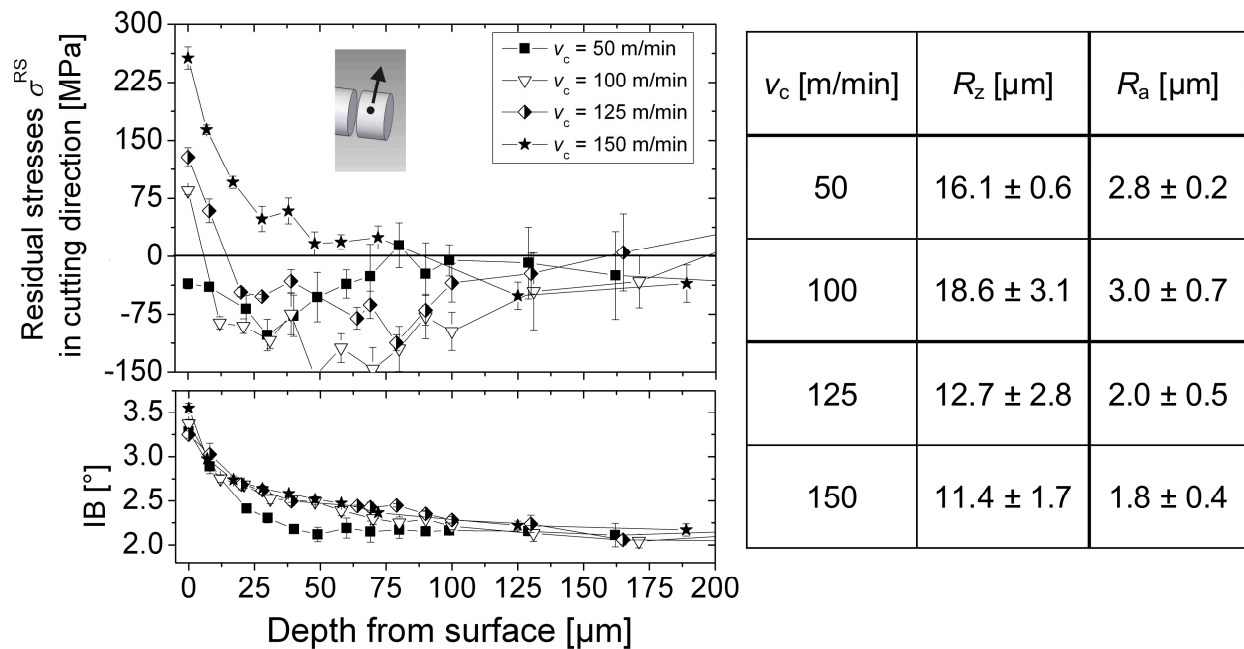 Residual stresses σ^RS
in cutting direction [MPa]
300
225
150
75
0
-75
-150
v_c = 50 m/min
v_c = 100 m/min
v_c = 125 m/min
v_c = 150 m/min
IB [°]
3.5
3.0
2.5
2.0
0 25 50 75 100 125 150 175 200
Depth from surface [µm]
v_c [m/min] R_z [µm] R_a [µm]
50 16.1 ± 0.6 2.8 ± 0.2
100 18.6 ± 3.1 3.0 ± 0.7
125 12.7 ± 2.8 2.0 ± 0.5
150 11.4 ± 1.7 1.8 ± 0.4